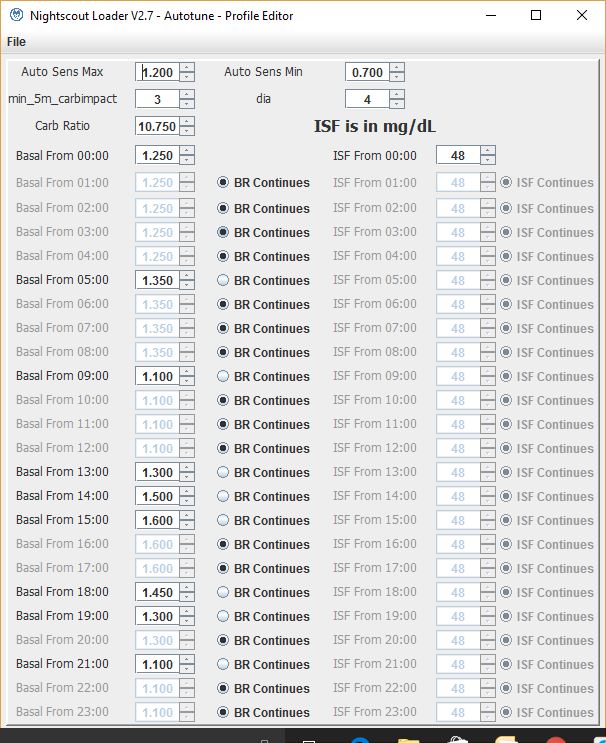 Nightscout Loader V2.7 - Autotune - Profile Editor
File
Auto Sens Max 1.200 Auto Sens Min 0.700
min_5m_carbimpact 3 dia 4
Carb Ratio 10.750 ISF is in mg/dL
Basal From 00:00 1.250 ISF From 00:00 48
Basal From 01:00 1.250 BR Continues ISF From 01:00 48 ISF Continues
Basal From 02:00 1.250 BR Continues ISF From 02:00 48 ISF Continues
Basal From 03:00 1.250 BR Continues ISF From 03:00 48 ISF Continues
Basal From 04:00 1.250 BR Continues ISF From 04:00 48 ISF Continues
Basal From 05:00 1.350 BR Continues ISF From 05:00 48 ISF Continues
Basal From 06:00 1.350 BR Continues ISF From 06:00 48 ISF Continues
Basal From 07:00 1.350 BR Continues ISF From 07:00 48 ISF Continues
Basal From 08:00 1.350 BR Continues ISF From 08:00 48 ISF Continues
Basal From 09:00 1.100 BR Continues ISF From 09:00 48 ISF Continues
Basal From 10:00 1.100 BR Continues ISF From 10:00 48 ISF Continues
Basal From 11:00 1.100 BR Continues ISF From 11:00 48 ISF Continues
Basal From 12:00 1.100 BR Continues ISF From 12:00 48 ISF Continues
Basal From 13:00 1.300 BR Continues ISF From 13:00 48 ISF Continues
Basal From 14:00 1.500 BR Continues ISF From 14:00 48 ISF Continues
Basal From 15:00 1.600 BR Continues ISF From 15:00 48 ISF Continues
Basal From 16:00 1.600 BR Continues ISF From 16:00 48 ISF Continues
Basal From 17:00 1.600 BR Continues ISF From 17:00 48 ISF Continues
Basal From 18:00 1.450 BR Continues ISF From 18:00 48 ISF Continues
Basal From 19:00 1.300 BR Continues ISF From 19:00 48 ISF Continues
Basal From 20:00 1.300 BR Continues ISF From 20:00 48 ISF Continues
Basal From 21:00 1.100 BR Continues ISF From 21:00 48 ISF Continues
Basal From 22:00 1.100 BR Continues ISF From 22:00 48 ISF Continues
Basal From 23:00 1.100 BR Continues ISF From 23:00 48 ISF Continues